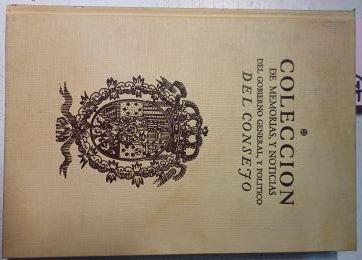 ✠
COLECCION
DE MEMORIAS, Y NOTICIAS
DEL GOBIERNO GENERAL, Y POLITICO
DEL CONSEJO